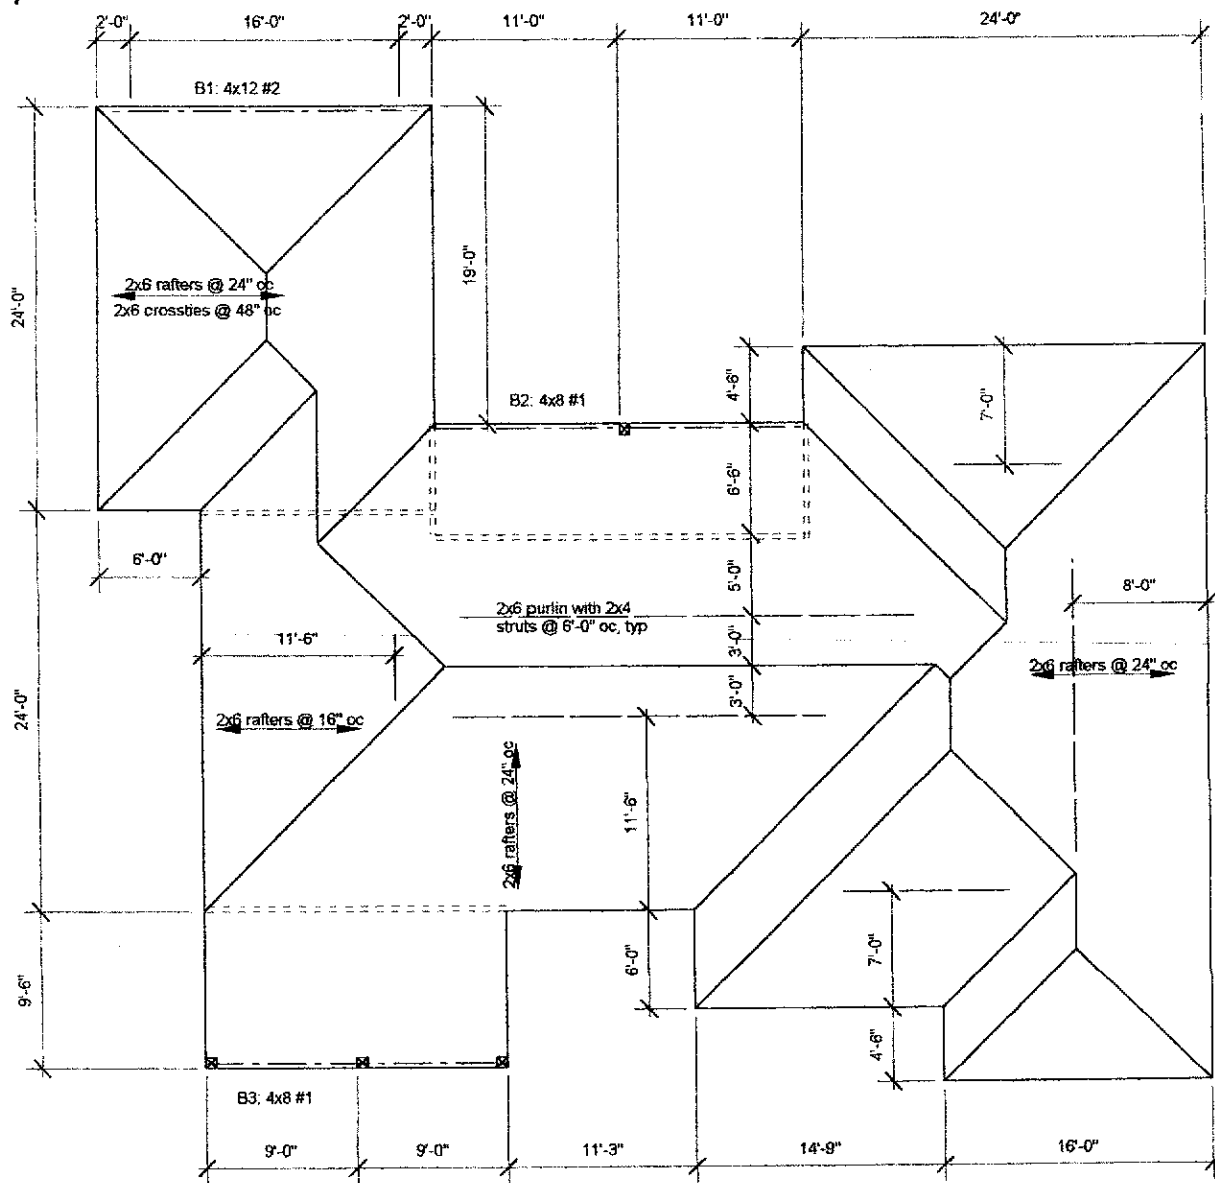 2'-0"
16'-0"
2'-0"
11'-0"
11'-0"
24'-0"
B1: 4x12 #2
24'-0"
19'-0"
2x6 rafters @ 24" oc
2x6 crossties @ 48" oc
B2: 4x8 #1
4'-6"
7'-0"
6'-6"
6'-0"
5'-0"
8'-0"
2x6 purlin with 2x4
struts @ 6'-0" oc, typ
11'-6"
3'-0"
2x6 rafters @ 24" oc
3'-0"
24'-0"
2x6 rafters @ 16" oc
2x6 rafters @ 24" oc
11'-6"
6'-0"
7'-0"
9'-6"
4'-6"
B3: 4x8 #1
9'-0"
9'-0"
11'-3"
14'-9"
16'-0"